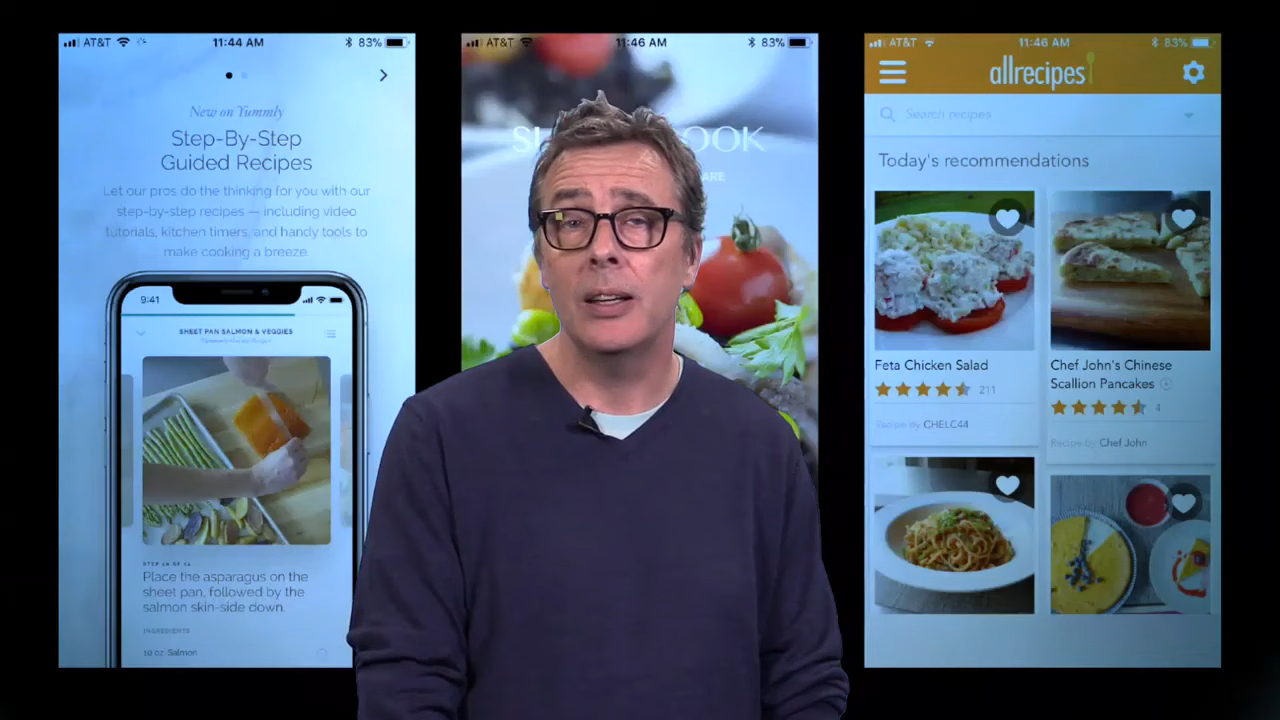 AT&T 11:44 AM 83%
New on Yummly
Step-By-Step
Guided Recipes
Let our pros do the thinking for you with our
step-by-step recipes — including video
tutorials, kitchen timers, and handy tools to
make cooking a breeze.
9:41
SHEET PAN SALMON & VEGGIES
Place the asparagus on the
sheet pan, followed by the
salmon skin-side down.
INGREDIENTS
10 oz. Salmon
AT&T 11:46 AM 83%
OOK
ARE
AT&T 11:46 AM 83%
allrecipes
Search recipes
Today's recommendations
Feta Chicken Salad
211
Recipe By CHELC44
Chef John's Chinese
Scallion Pancakes
4
Recipe by Chef John